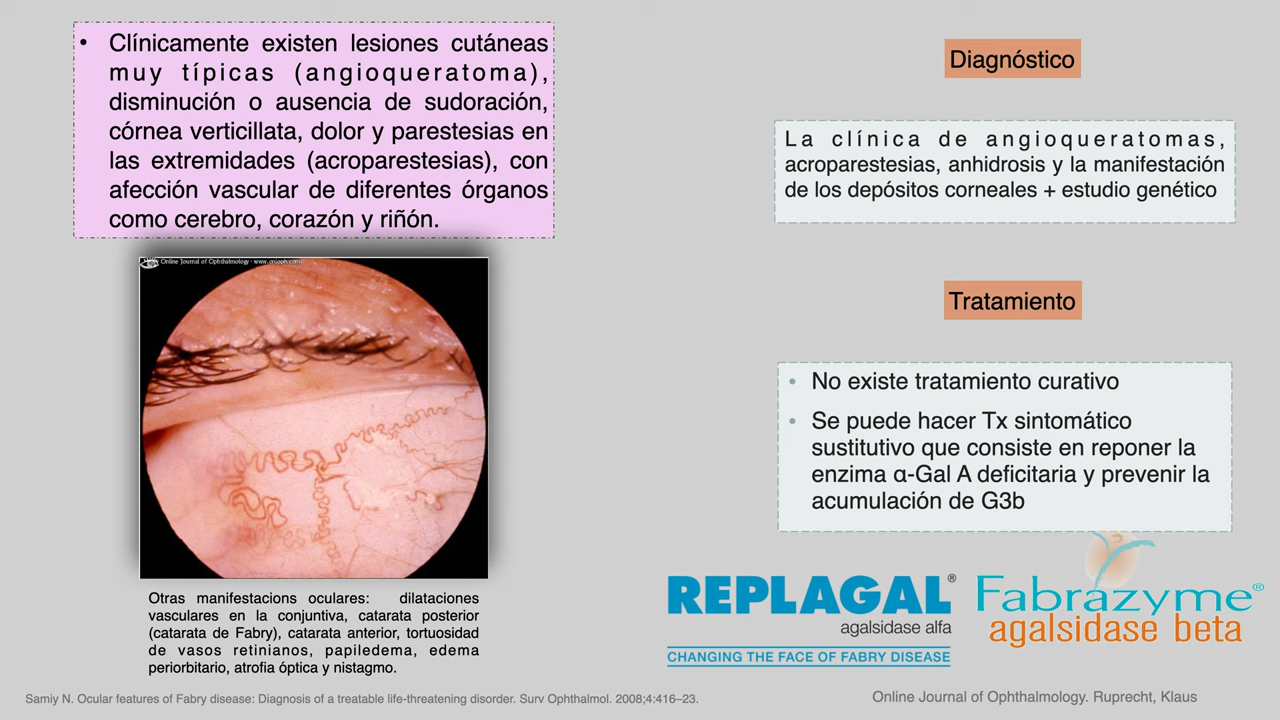 • Clínicamente existen lesiones cutáneas
muy típicas (angioqueratoma),
disminución o ausencia de sudoración,
córnea verticillata, dolor y parestesias en
las extremidades (acroparestesias), con
afección vascular de diferentes órganos
como cerebro, corazón y riñón.
Online Journal of Ophthalmology - www.onjoph.com
Otras manifestacions oculares: dilataciones
vasculares en la conjuntiva, catarata posterior
(catarata de Fabry), catarata anterior, tortuosidad
de vasos retinianos, papiledema, edema
periorbitario, atrofia óptica y nistagmo.
Samiy N. Ocular features of Fabry disease: Diagnosis of a treatable life-threatening disorder. Surv Ophthalmol. 2008;4:416–23.
Diagnóstico
La clínica de angioqueratomas,
acroparestesias, anhidrosis y la manifestación
de los depósitos corneales + estudio genético
Tratamiento
• No existe tratamiento curativo
• Se puede hacer Tx sintomático
sustitutivo que consiste en reponer la
enzima α-Gal A deficitaria y prevenir la
acumulación de G3b
REPLAGAL®
agalsidase alfa
CHANGING THE FACE OF FABRY DISEASE
Fabrazyme®
agalsidase beta
Online Journal of Ophthalmology. Ruprecht, Klaus